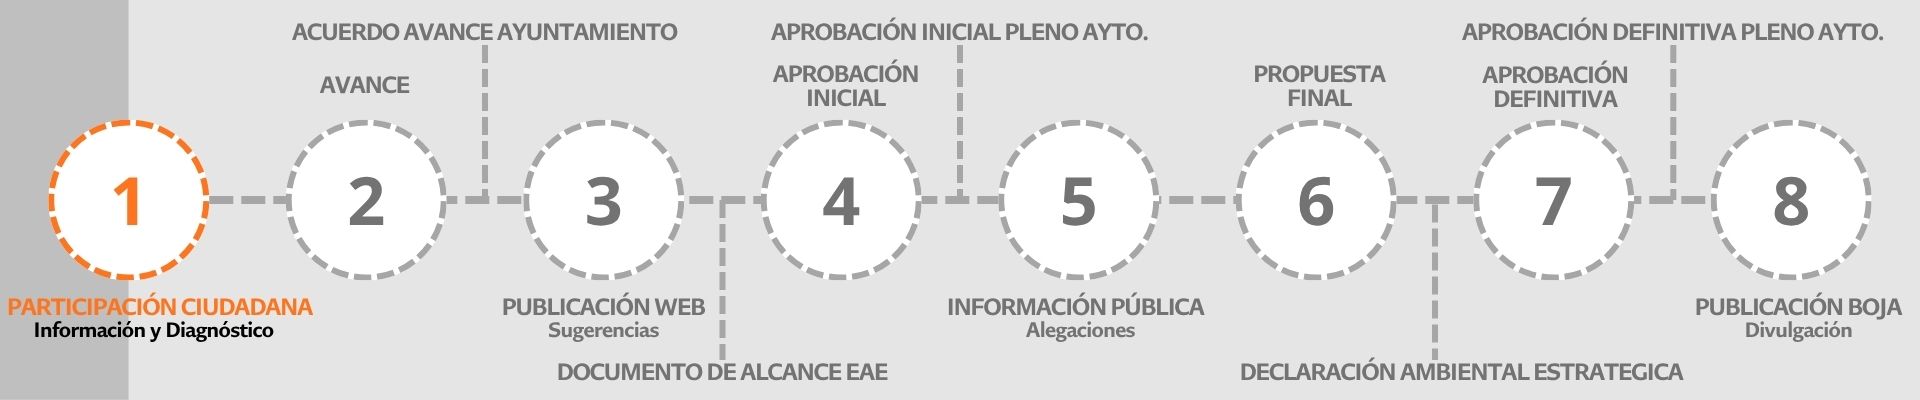 ACUERDO AVANCE AYUNTAMIENTO
APROBACIÓN INICIAL PLENO AYTO.
APROBACIÓN DEFINITIVA PLENO AYTO.
AVANCE
APROBACIÓN
INICIAL
PROPUESTA
FINAL
APROBACIÓN
DEFINITIVA
1
2
3
4
5
6
7
8
PARTICIPACIÓN CIUDADANA
Información y Diagnóstico
PUBLICACIÓN WEB
Sugerencias
INFORMACIÓN PÚBLICA
Alegaciones
PUBLICACIÓN BOJA
Divulgación
DOCUMENTO DE ALCANCE EAE
DECLARACIÓN AMBIENTAL ESTRATEGICA